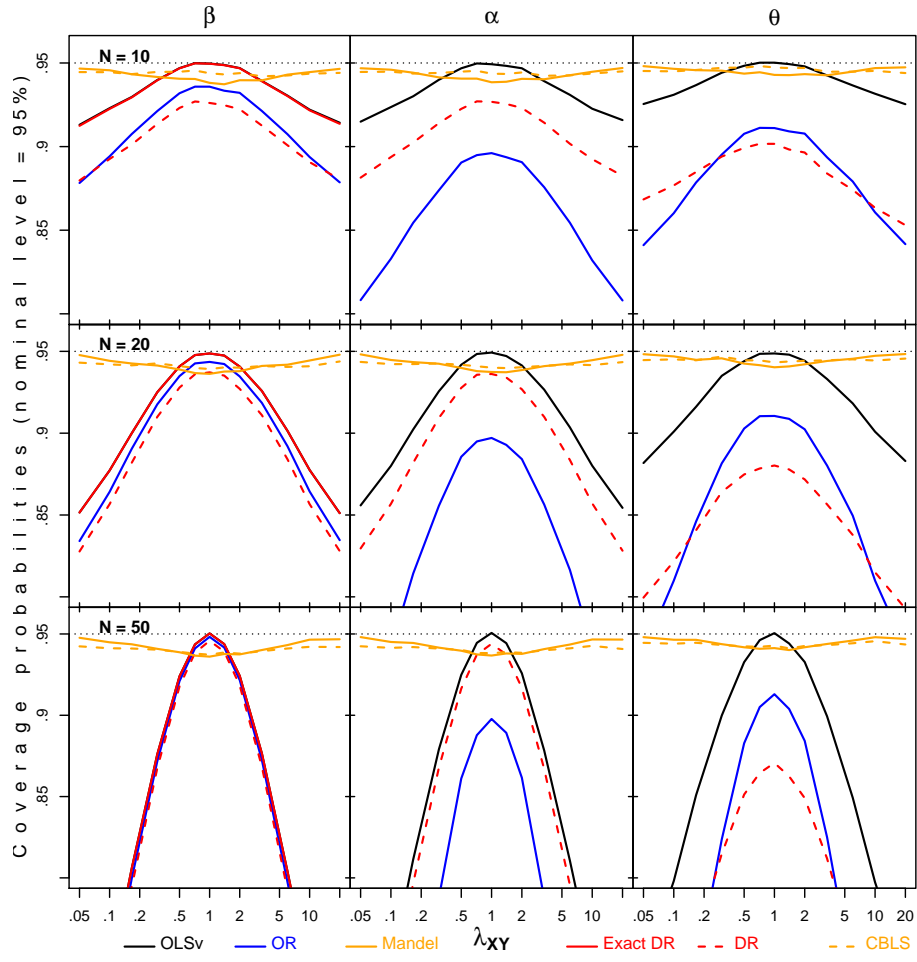 β α θ
N = 10
.95
.9
.85
N = 20
.95
.9
.85
N = 50
.95
.9
.85
Coverage probabilities (nominal level = 95%)
.05 .1 .2 .5 1 2 5 10 .05 .1 .2 .5 1 2 5 10 .05 .1 .2 .5 1 2 5 10 20
λXY
OLSv OR Mandel Exact DR DR CBLS